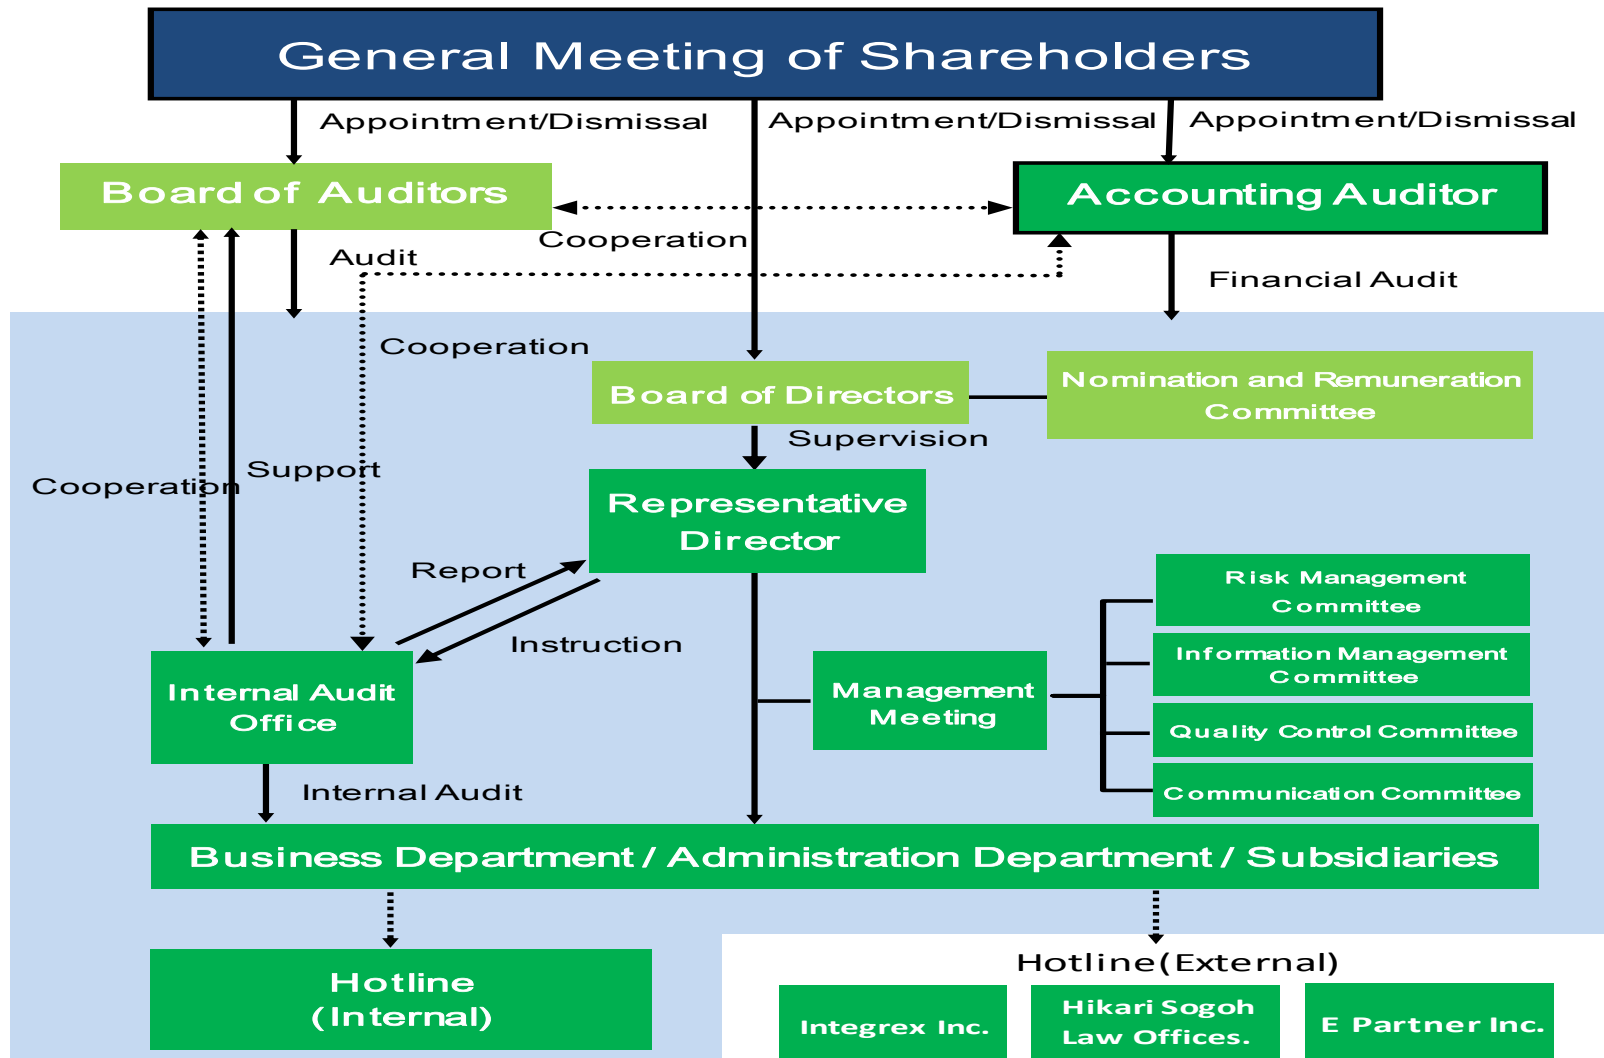 General Meeting of Shareholders
Appointment/Dismissal
Appointment/Dismissal
Appointment/Dismissal
Board of Auditors
Accounting Auditor
Cooperation
Audit
Financial Audit
Cooperation
Board of Directors
Nomination and Remuneration
Committee
Supervision
Support
Cooperation
Representative
Director
Report
Instruction
Risk Management
Committee
Information Management
Committee
Internal Audit
Office
Management
Meeting
Quality Control Committee
Communication Committee
Internal Audit
Business Department / Administration Department / Subsidiaries
Hotline
(Internal)
Hotline(External)
Integrex Inc.
Hikari Sogoh
Law Offices.
E Partner Inc.